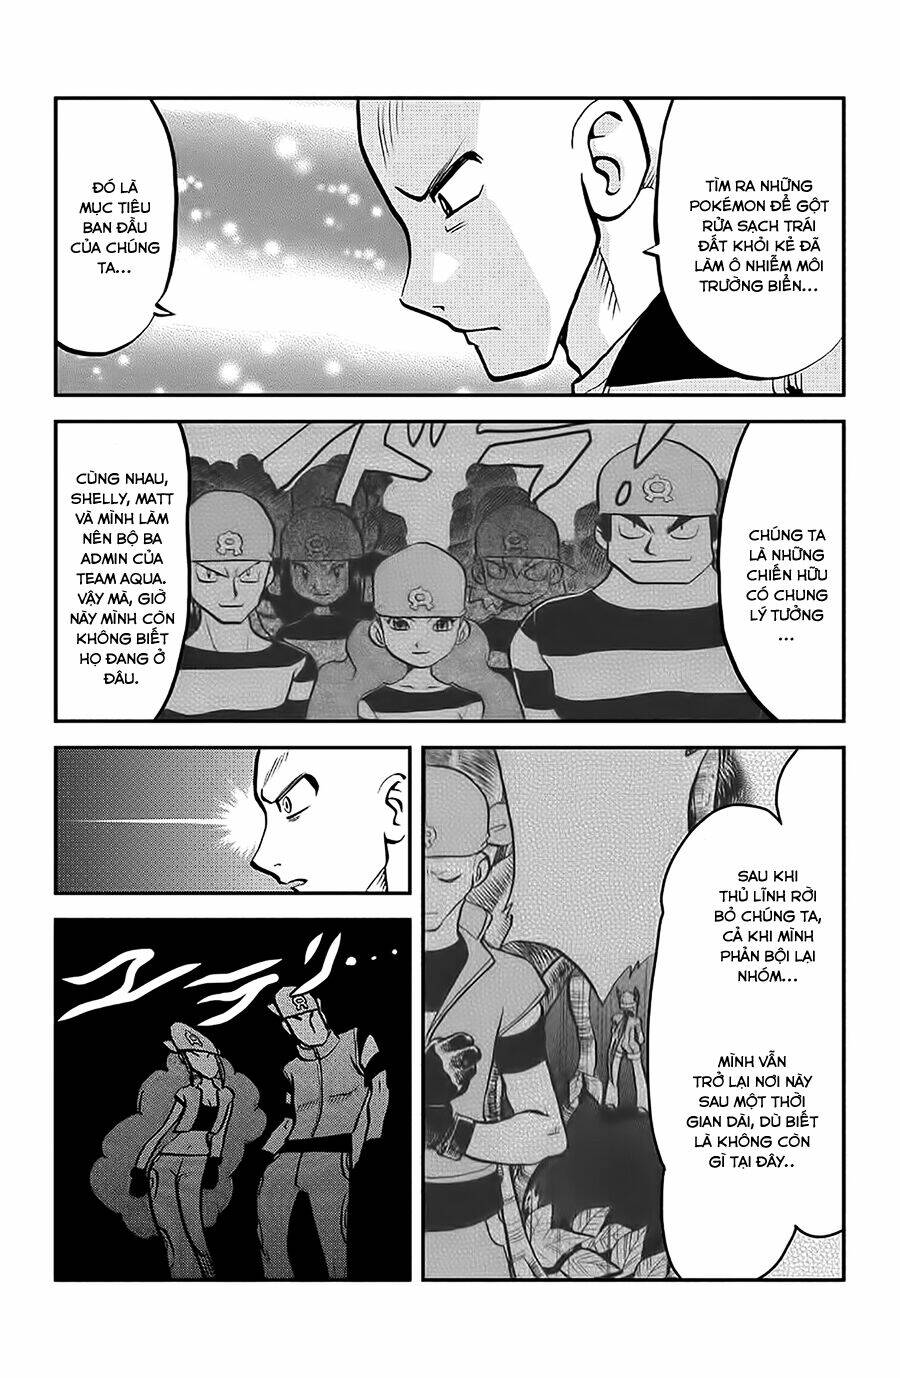 TÌM RA NHỮNG
POKÉMON ĐỂ GỘT
RỬA SẠCH TRÁI
ĐẤT KHỎI KẺ ĐÃ
LÀM Ô NHIỄM MÔI
TRƯỜNG BIỂN...
ĐÓ LÀ
MỤC TIÊU
BAN ĐẦU
CỦA CHÚNG
TA...
CHÚNG TA
LÀ NHỮNG
CHIẾN HỮU
CÓ CHUNG
LÝ TƯỞNG
...
CÙNG NHAU,
SHELLY, MATT
VÀ MÌNH LÀM
NÊN BỘ BA
ADMIN CỦA
TEAM AQUA.
VẬY MÀ, GIỜ
NÀY MÌNH CÒN
KHÔNG BIẾT
HỌ ĐANG Ở
ĐÂU.
SAU KHI
THỦ LĨNH RỜI
BỎ CHÚNG TA,
CẢ KHI MÌNH
PHẢN BỘI LẠI
NHÓM...
MÌNH VẪN
TRỞ LẠI NƠI NÀY
SAU MỘT THỜI
GIAN DÀI, DÙ BIẾT
LÀ KHÔNG CÒN
GÌ TẠI ĐÂY..
ユラリ...